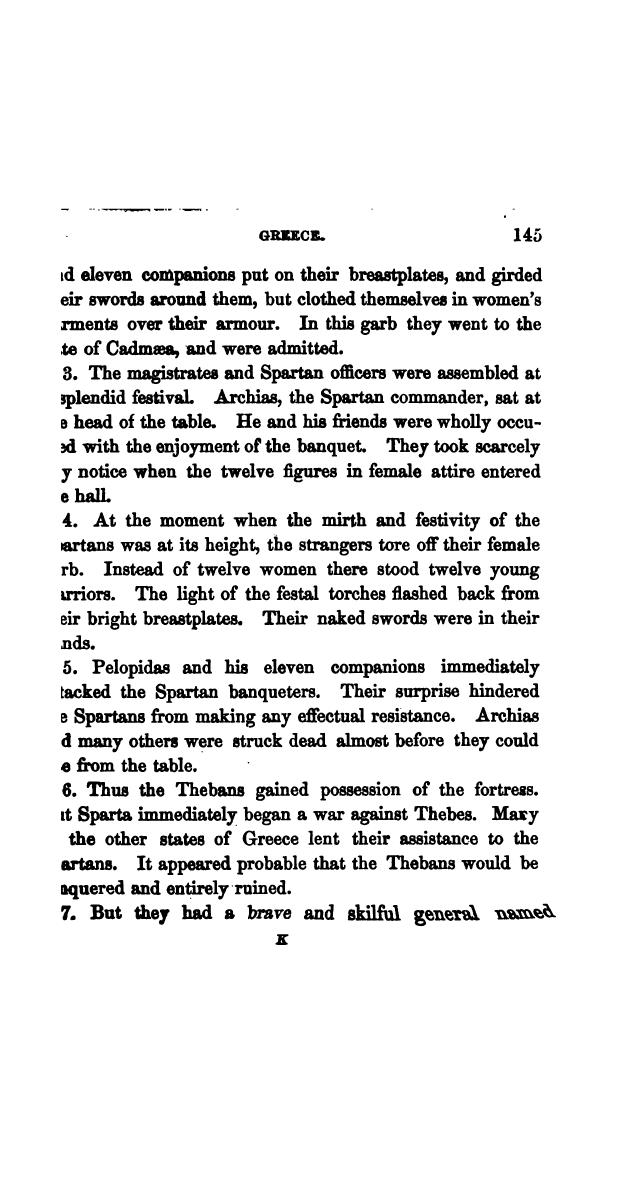 GREECE. 145
d eleven companions put on their breastplates, and girded
eir swords around them, but clothed themselves in women's
rments over their armour. In this garb they went to the
te of Cadmæa, and were admitted.
3. The magistrates and Spartan officers were assembled at
splendid festival. Archias, the Spartan commander, sat at
e head of the table. He and his friends were wholly occu-
ed with the enjoyment of the banquet. They took scarcely
y notice when the twelve figures in female attire entered
e hall.
4. At the moment when the mirth and festivity of the
artans was at its height, the strangers tore off their female
rb. Instead of twelve women there stood twelve young
rriors. The light of the festal torches flashed back from
eir bright breastplates. Their naked swords were in their
nds.
5. Pelopidas and his eleven companions immediately
tacked the Spartan banqueters. Their surprise hindered
e Spartans from making any effectual resistance. Archias
d many others were struck dead almost before they could
e from the table.
6. Thus the Thebans gained possession of the fortress.
t Sparta immediately began a war against Thebes. Many
the other states of Greece lent their assistance to the
artans. It appeared probable that the Thebans would be
nquered and entirely ruined.
7. But they had a brave and skilful general named
K